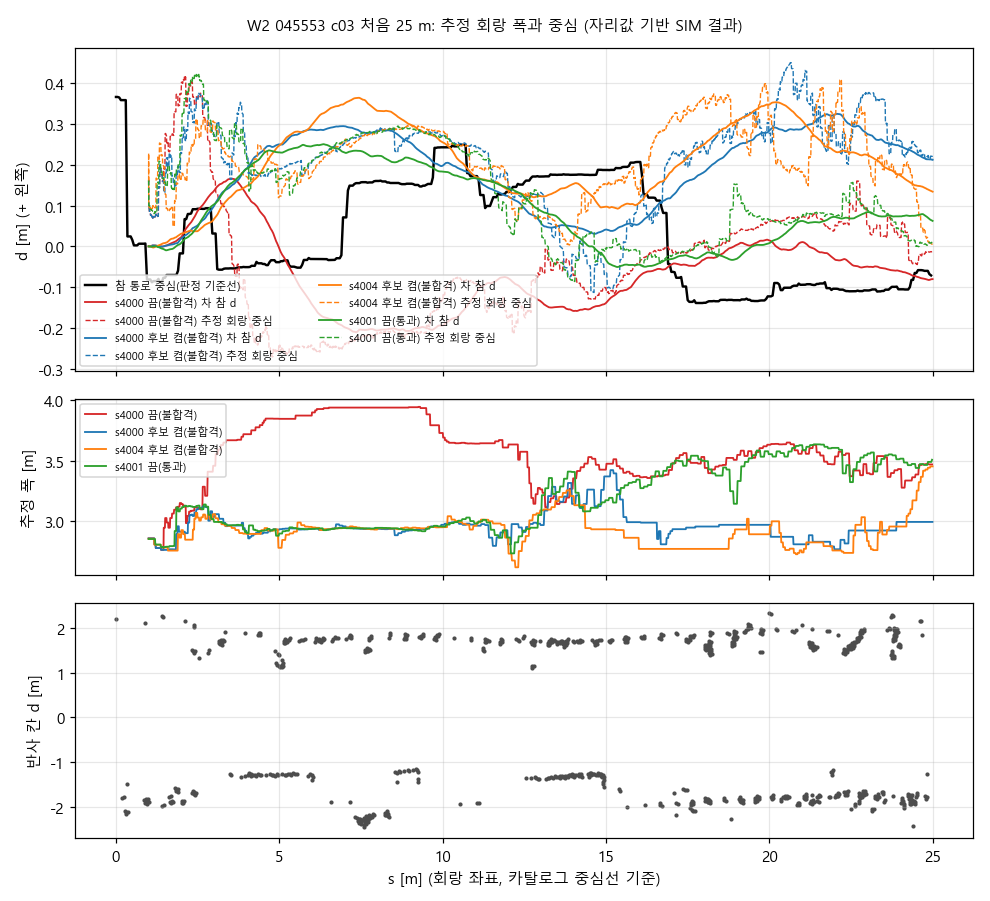 W2 045553 c03 처음 25 m: 추정 회랑 폭과 중심 (자리값 기반 SIM 결과)
d [m] (+ 왼쪽)
0.4
0.3
0.2
0.1
0.0
-0.1
-0.2
-0.3
참 통로 중심(판정 기준선)
s4000 끔(불합격) 차 참 d
s4000 끔(불합격) 추정 회랑 중심
s4000 후보 켬(불합격) 차 참 d
s4000 후보 켬(불합격) 추정 회랑 중심
s4004 후보 켬(불합격) 차 참 d
s4004 후보 켬(불합격) 추정 회랑 중심
s4001 끔(통과) 차 참 d
s4001 끔(통과) 추정 회랑 중심
추정 폭 [m]
4.0
3.5
3.0
s4000 끔(불합격)
s4000 후보 켬(불합격)
s4004 후보 켬(불합격)
s4001 끔(통과)
반사 칸 d [m]
2
1
0
-1
-2
0 5 10 15 20 25
s [m] (회랑 좌표, 카탈로그 중심선 기준)